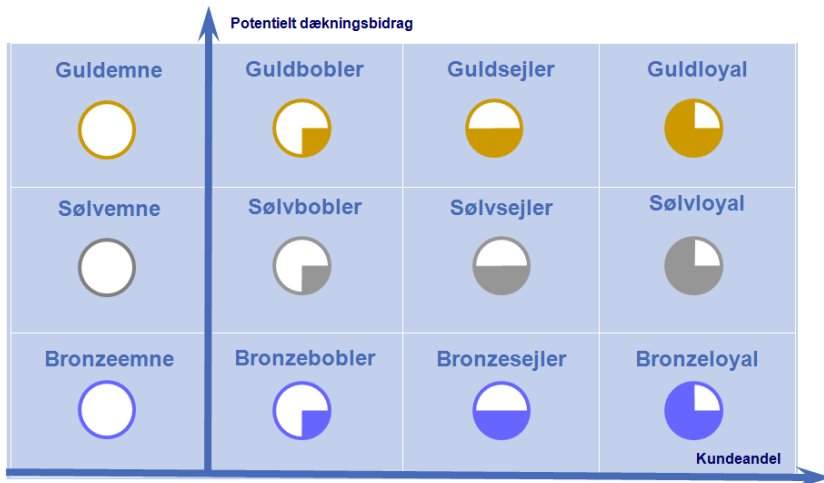 Potentielt dækningsbidrag
Guldemne
Guldbobler
Guldsejler
Guldloyal
Sølvemne
Sølvbobler
Sølvsejler
Sølvloyal
Bronzeemne
Bronzebobler
Bronzesejler
Bronzeloyal
Kundeandel